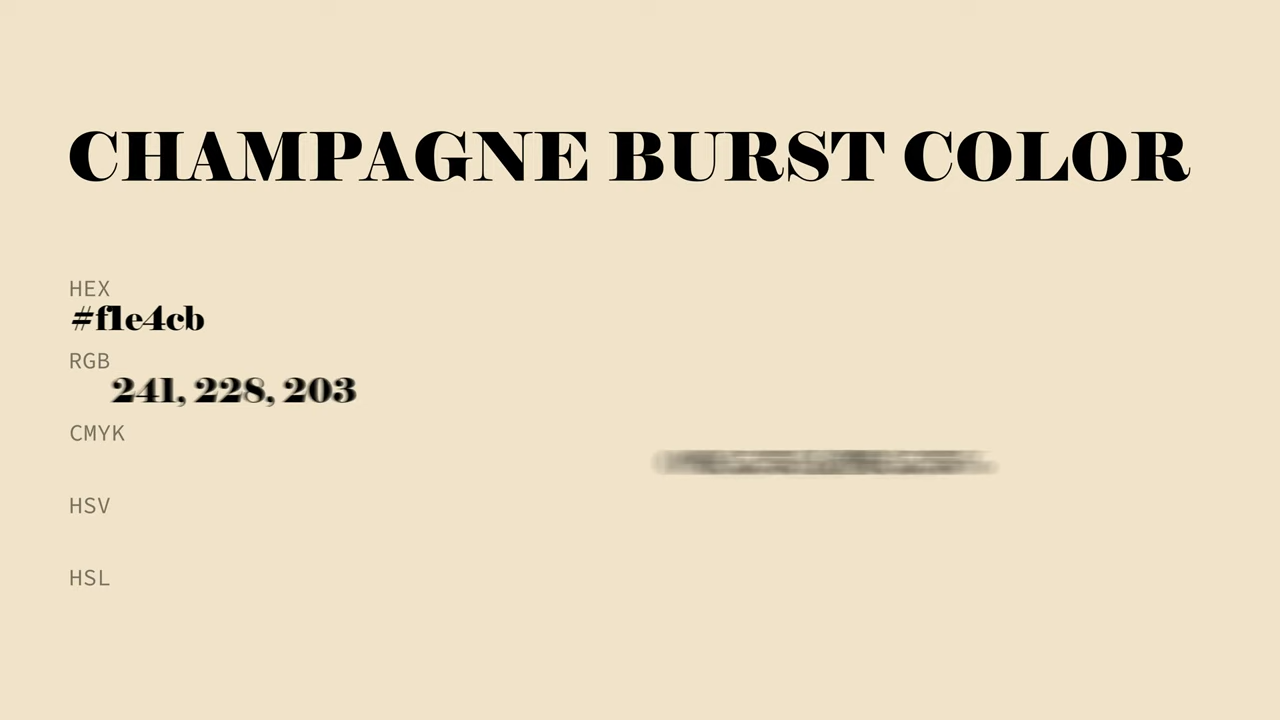 CHAMPAGNE BURST COLOR
HEX
#f1e4cb
RGB
241, 228, 203
CMYK
HSV
HSL